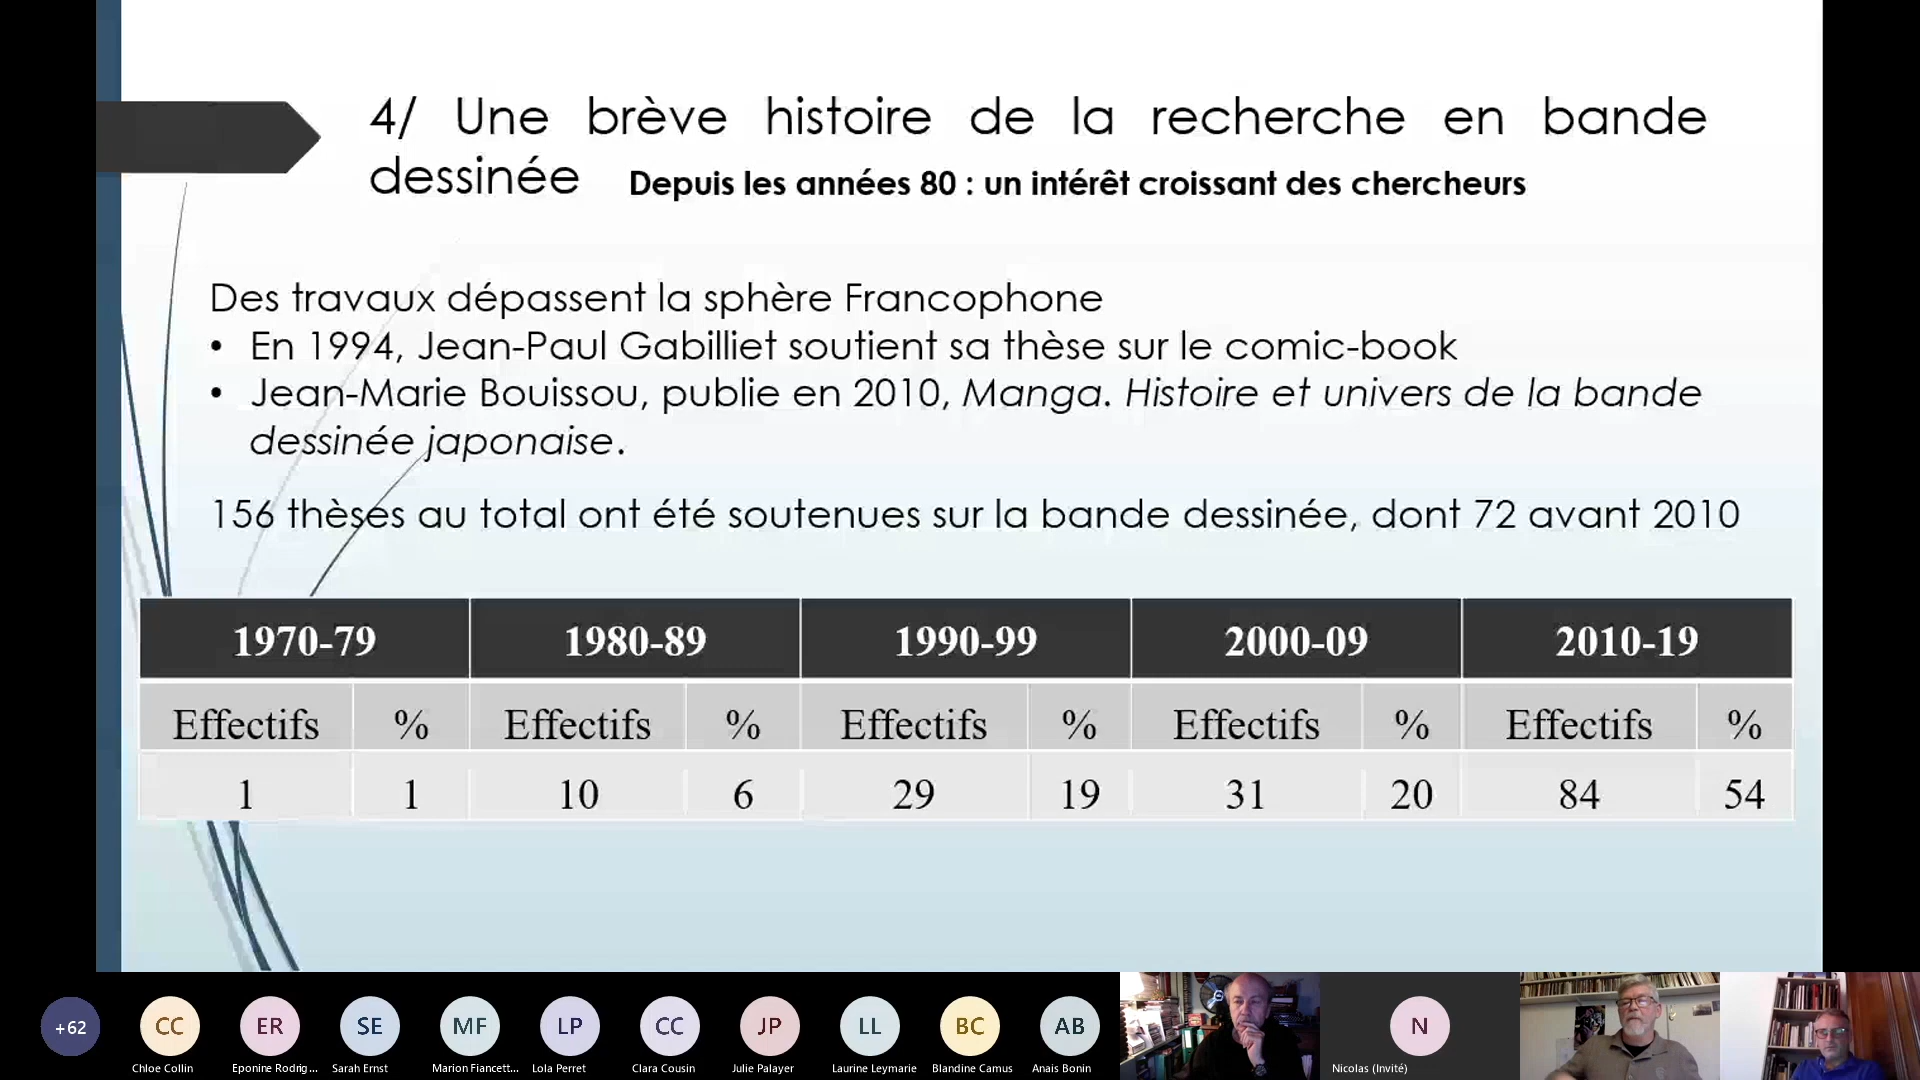 4/ Une brève histoire de la recherche en bande
dessinée Depuis les années 80 : un intérêt croissant des chercheurs
Des travaux dépassent la sphère Francophone
• En 1994, Jean-Paul Gabilliet soutient sa thèse sur le comic-book
• Jean-Marie Bouissou, publie en 2010, Manga. Histoire et univers de la bande
dessinée japonaise.
156 thèses au total ont été soutenues sur la bande dessinée, dont 72 avant 2010
1970-79 1980-89 1990-99 2000-09 2010-19
Effectifs % Effectifs % Effectifs % Effectifs % Effectifs %
1 1 10 6 29 19 31 20 84 54
+62 CC ER SE MF LP CC JP LL BC AB N
Chloe Collin Eponine Rodrig... Sarah Ernst Marion Fiancett... Lola Perret Clara Cousin Julie Palayer Laurine Leymarie Blandine Camus Anais Bonin Nicolas (Invité)